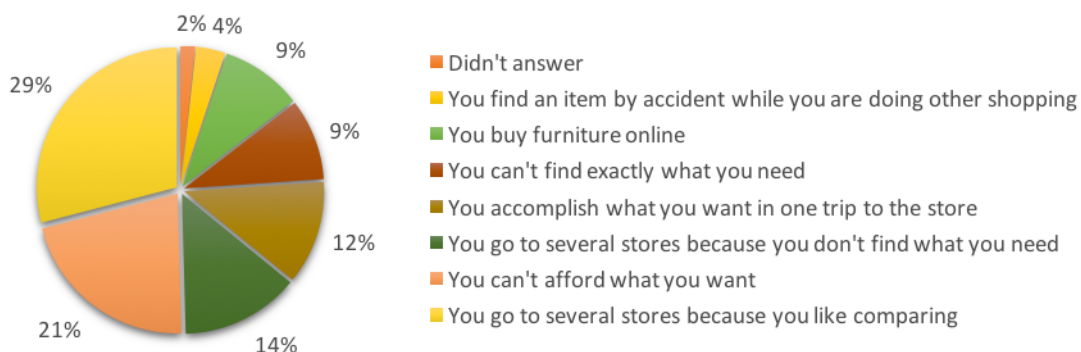 2%
4%
9%
9%
12%
14%
21%
29%
Didn't answer
You find an item by accident while you are doing other shopping
You buy furniture online
You can't find exactly what you need
You accomplish what you want in one trip to the store
You go to several stores because you don't find what you need
You can't afford what you want
You go to several stores because you like comparing